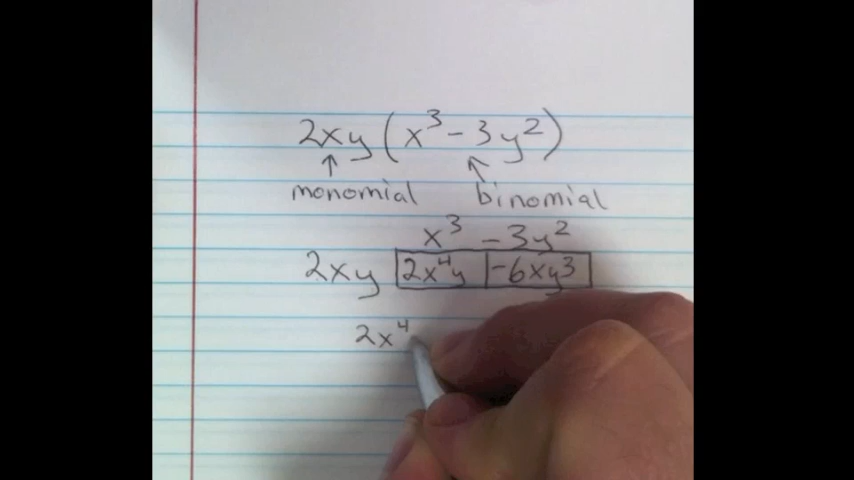 2xy(x³-3y²)
monomial binomial
x³ -3y²
2xy 2x⁴y -6xy³
2x⁴